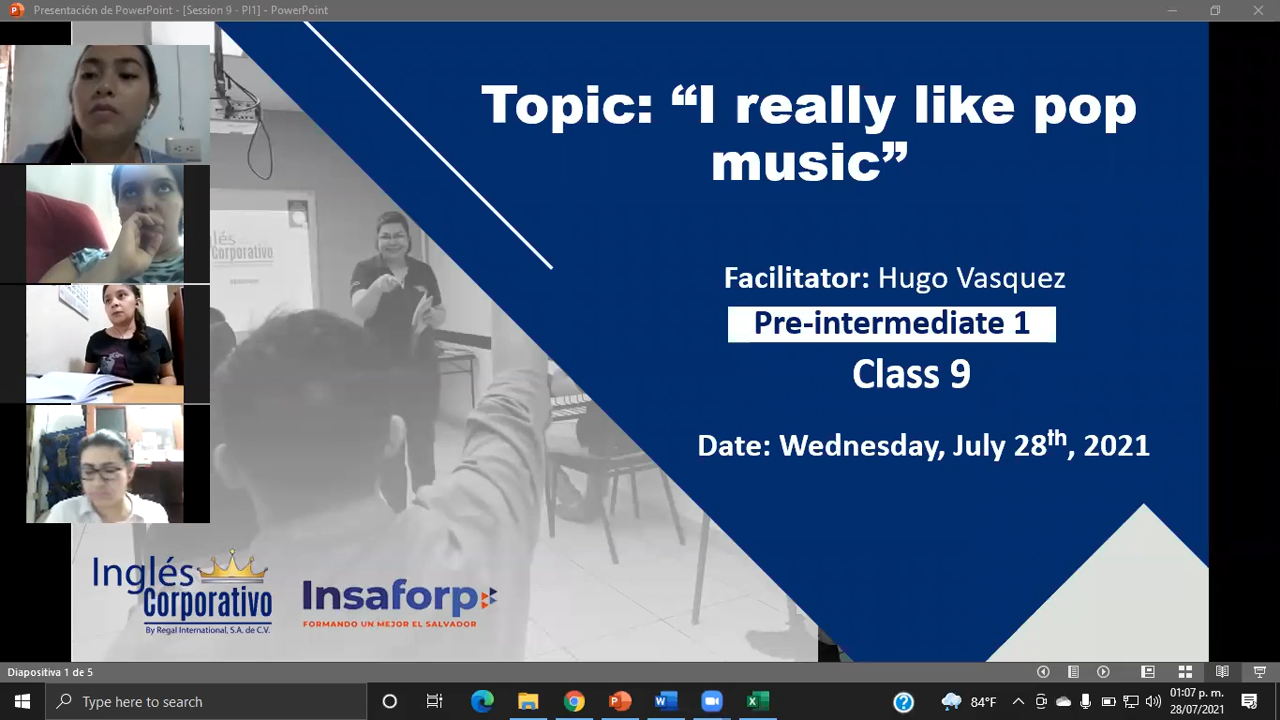 Presentación de PowerPoint - [Session 9 - PI1] - PowerPoint
Topic: “I really like pop
music”
Facilitator: Hugo Vasquez
Pre-intermediate 1
Class 9
Date: Wednesday, July 28th, 2021
Corporativo
Inglés
Corporativo
By Regal International, S.A. de C.V.
Insaforp
FORMANDO UN MEJOR EL SALVADOR
Diapositiva 1 de 5
Type here to search
84°F
01:07 p. m.
28/07/2021